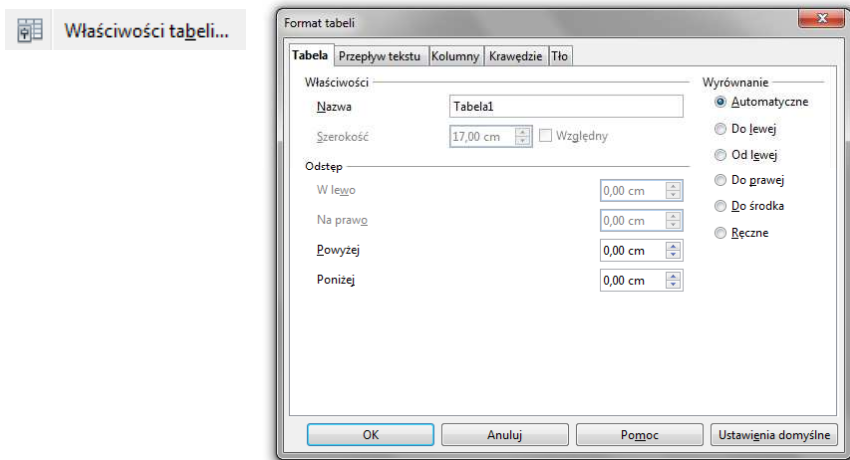 Właściwości tabeli...
Format tabeli
Tabela Przepływ tekstu Kolumny Krawędzie Tło
Właściwości
Nazwa Tabela1
Szerokość 17,00 cm Względny
Odstęp
W lewo 0,00 cm
Na prawo 0,00 cm
Powyżej 0,00 cm
Poniżej 0,00 cm
Wyrównanie
Automatyczne
Do lewej
Od lewej
Do prawej
Do środka
Ręczne
OK Anuluj Pomoc Ustawienia domyślne